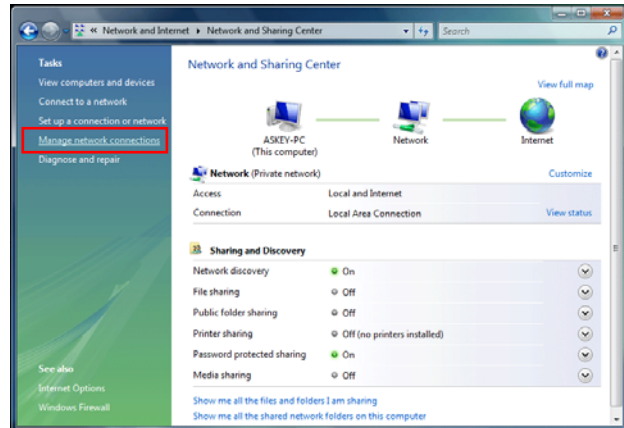 « Network and Internet ▸ Network and Sharing Center
Search
Tasks
View computers and devices
Connect to a network
Set up a connection or network
Manage network connections
Diagnose and repair
See also
Internet Options
Windows Firewall
Network and Sharing Center
View full map
ASKEY-PC
(This computer)
Network
Internet
Network (Private network)
Customize
Access Local and Internet
Connection Local Area Connection View status
Sharing and Discovery
Network discovery On
File sharing Off
Public folder sharing Off
Printer sharing Off (no printers installed)
Password protected sharing On
Media sharing Off
Show me all the files and folders I am sharing
Show me all the shared network folders on this computer